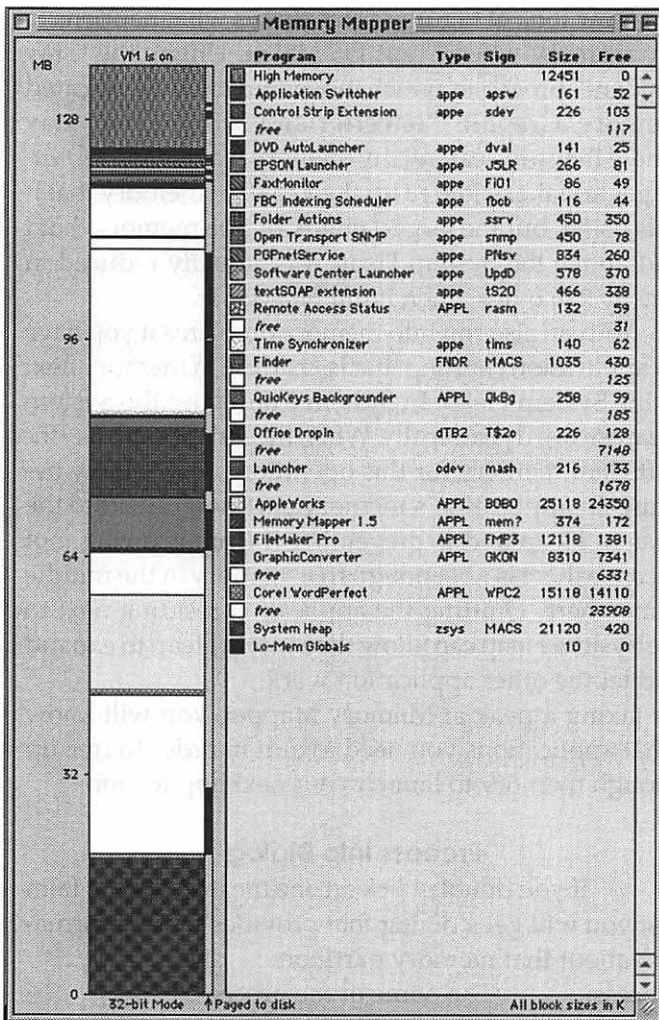 Memory Mapper
MB VM is on Program Type Sign Size Free
High Memory 12451 0
Application Switcher appe apsw 161 52
Control Strip Extension appe sdev 226 103
128
free 117
DVD AutoLauncher appe dval 141 25
EPSON Launcher appe J5LR 266 81
FaxMonitor appe Fi01 86 49
FBC Indexing Scheduler appe fbcb 116 44
Folder Actions appe ssrv 450 350
Open Transport SNMP appe snmp 450 78
PGPnetService appe PNsv 834 260
Software Center Launcher appe UpdD 578 370
textSOAP extension appe tS20 466 338
Remote Access Status APPL rasm 132 59
free 31
96
Time Synchronizer appe tims 140 62
Finder FNDR MACS 1035 430
free 125
QuicKeys Backgrounder APPL QkBg 258 99
free 185
Office DropIn dTB2 226 128
free 7148
Launcher cdev mash 216 133
free 1678
AppleWorks APPL BOBO 25118 24350
Memory Mapper 1.5 APPL mem? 374 172
FileMaker Pro APPL FMP3 12118 1381
64
GraphicConverter APPL GKON 8310 7341
free 6331
Corel WordPerfect APPL WPC2 15118 14110
free 23908
System Heap zsys MACS 21120 420
Lo-Mem Globals 10 0
32
0
32-bit Mode ↑Paged to disk All block sizes in K